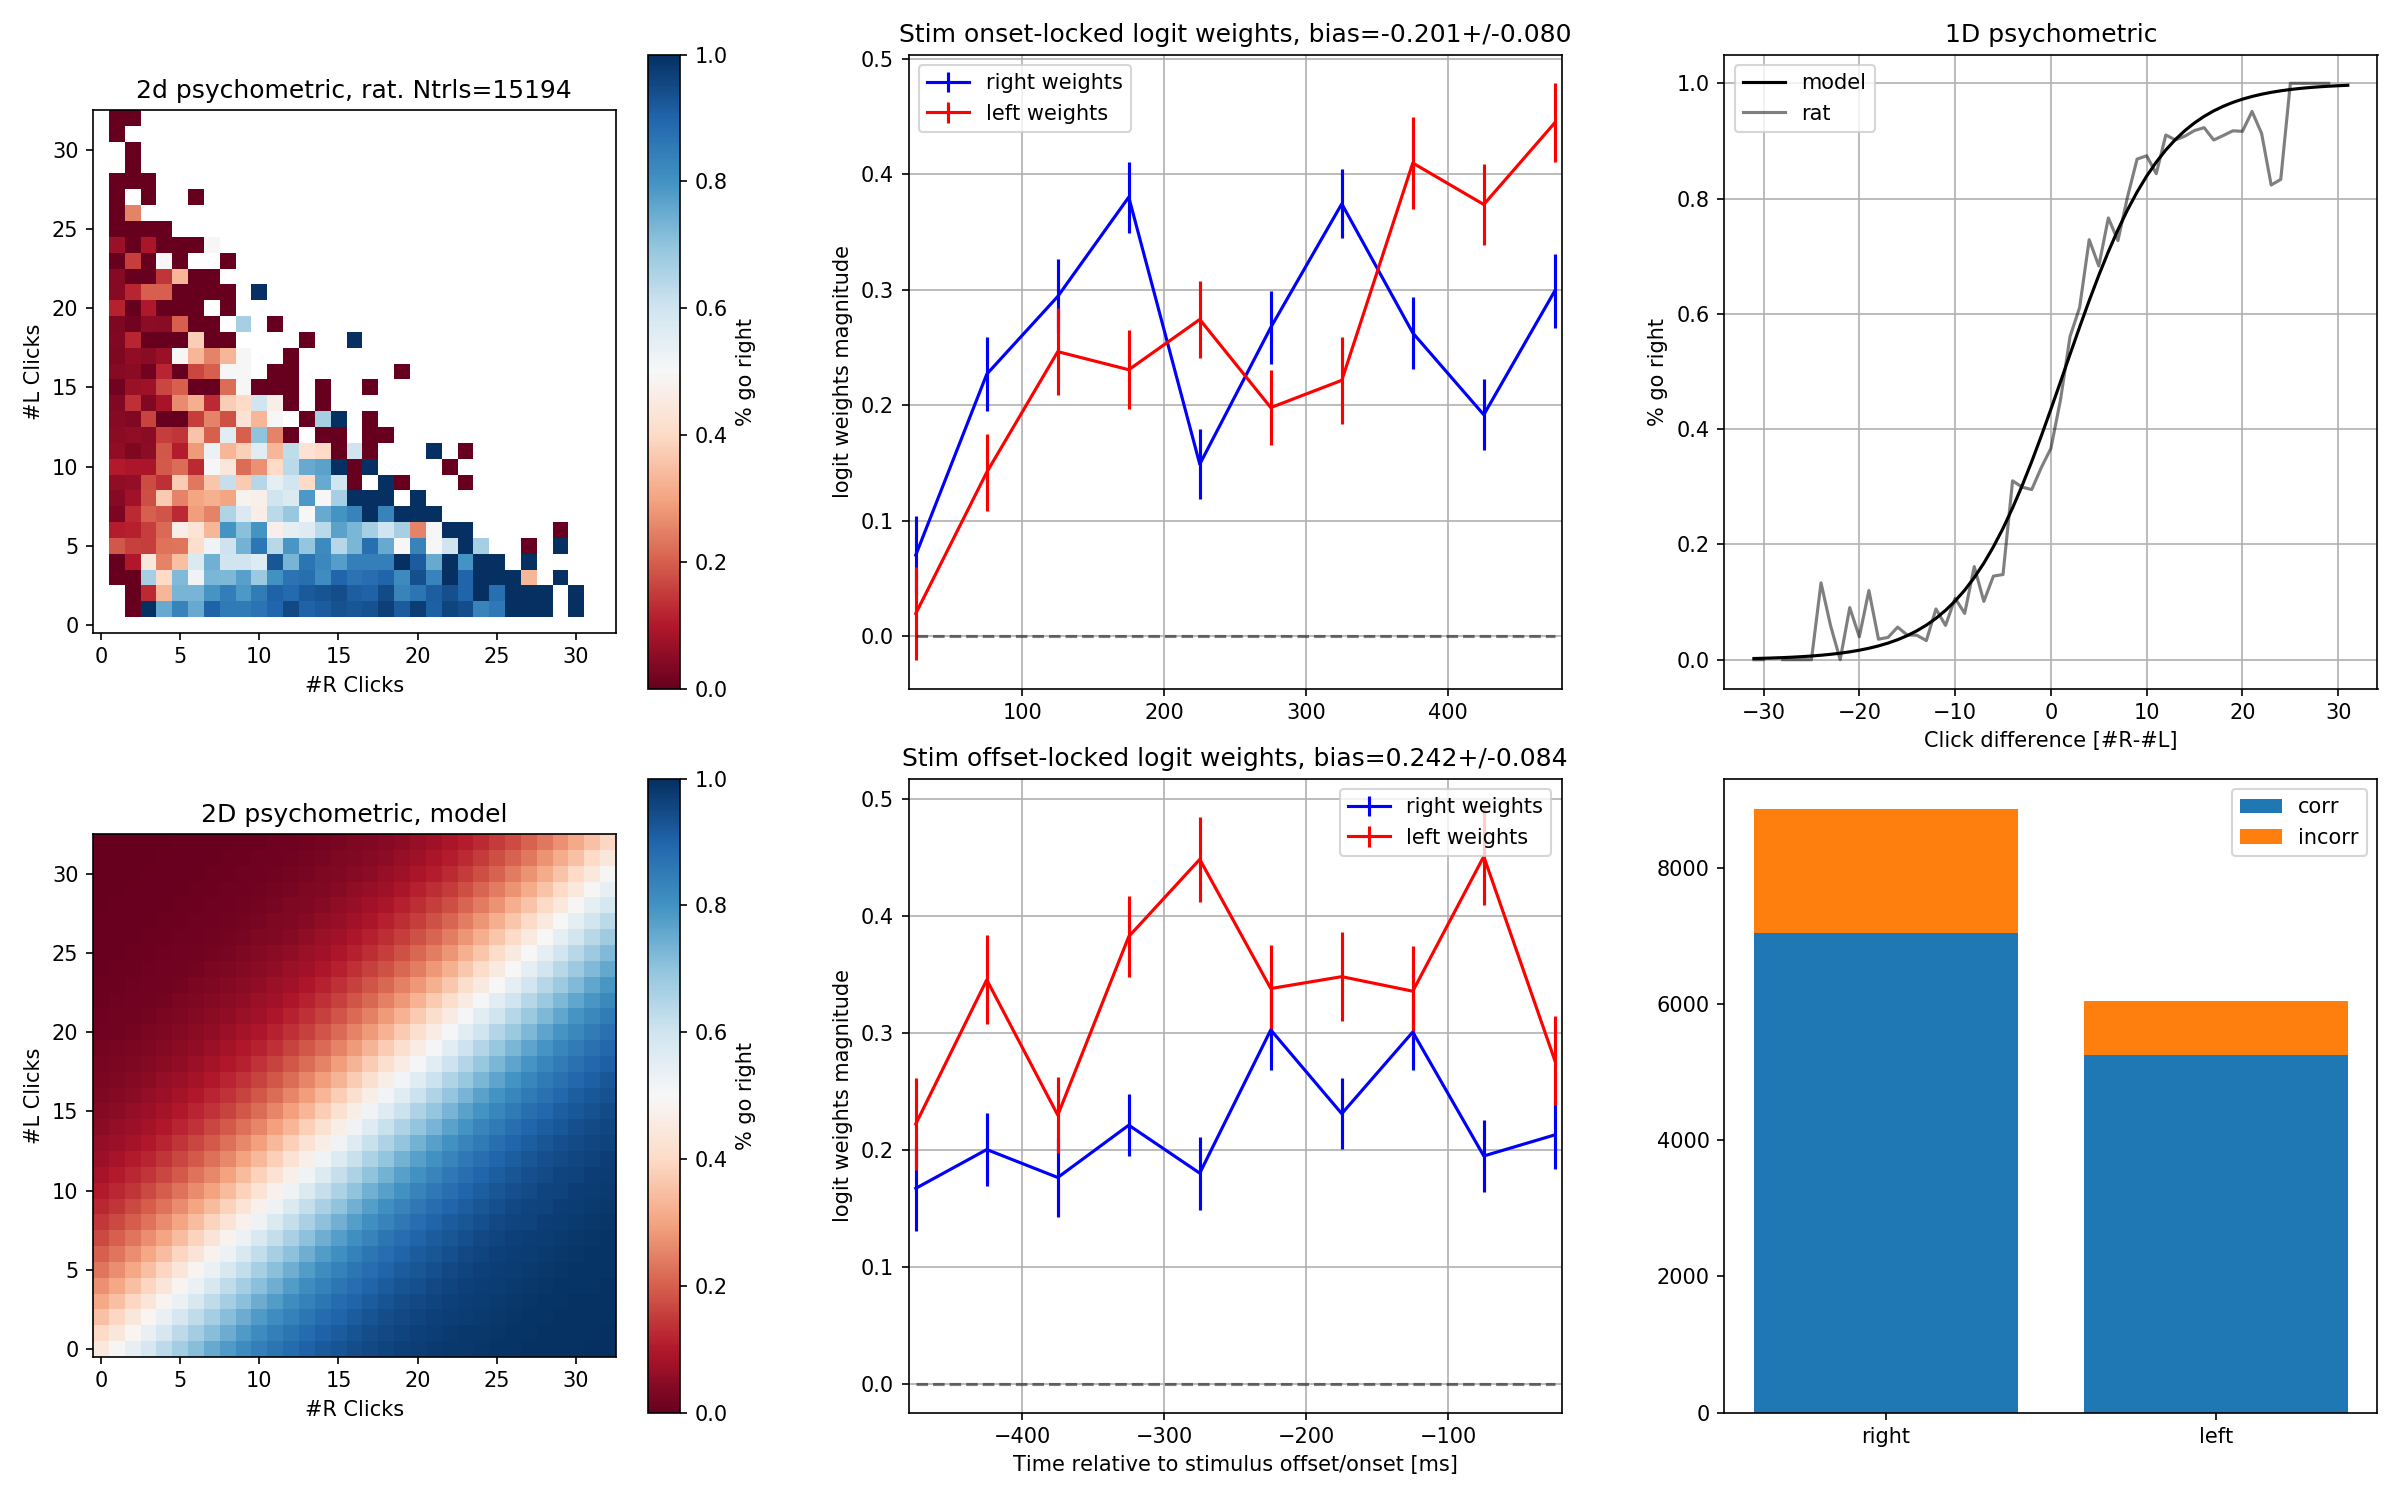 2d psychometric, rat. Ntrls=15194
30
25
20
15
10
5
0
#L Clicks
0 5 10 15 20 25 30
#R Clicks
1.0
0.8
0.6
0.4
0.2
0.0
% go right
Stim onset-locked logit weights, bias=-0.201+/-0.080
right weights
left weights
0.5
0.4
0.3
0.2
0.1
0.0
logit weights magnitude
100 200 300 400
1D psychometric
model
rat
1.0
0.8
0.6
0.4
0.2
0.0
% go right
−30 −20 −10 0 10 20 30
Click difference [#R-#L]
2D psychometric, model
30
25
20
15
10
5
0
#L Clicks
0 5 10 15 20 25 30
#R Clicks
1.0
0.8
0.6
0.4
0.2
0.0
% go right
Stim offset-locked logit weights, bias=0.242+/-0.084
right weights
left weights
0.5
0.4
0.3
0.2
0.1
0.0
logit weights magnitude
−400 −300 −200 −100
Time relative to stimulus offset/onset [ms]
corr
incorr
8000
6000
4000
2000
0
right left